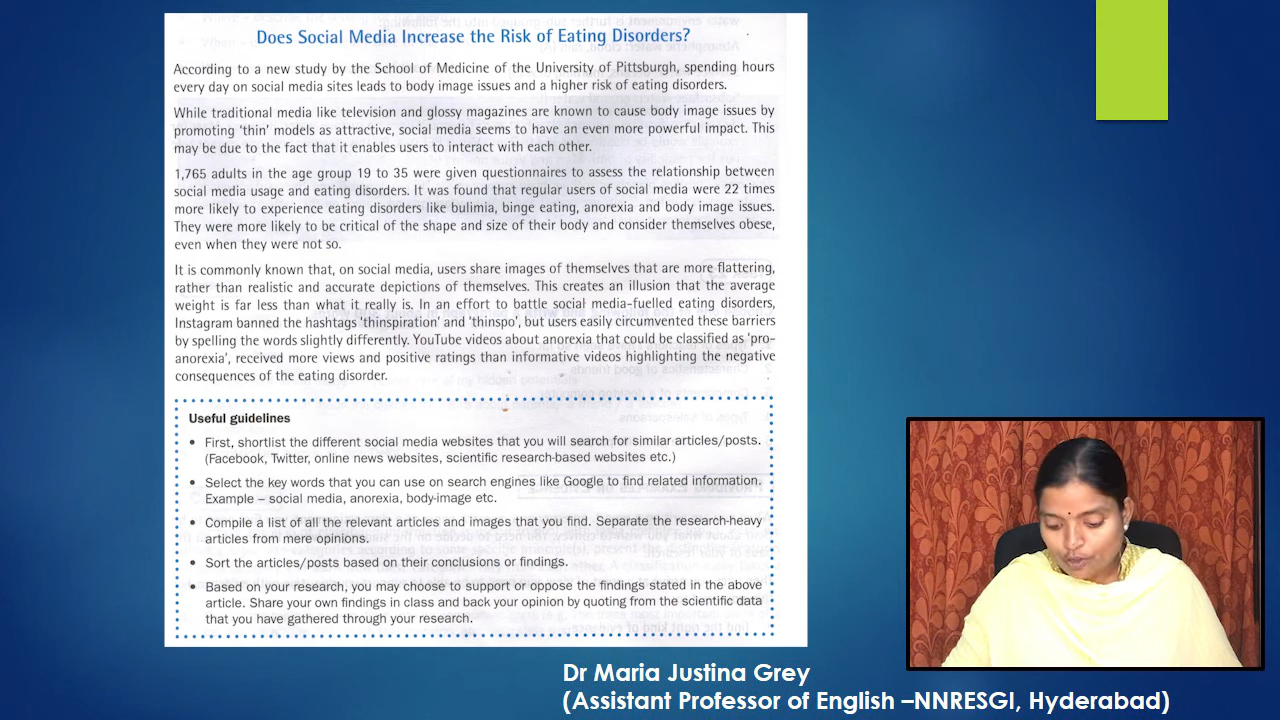 Does Social Media Increase the Risk of Eating Disorders?
According to a new study by the School of Medicine of the University of Pittsburgh, spending hours
every day on social media sites leads to body image issues and a higher risk of eating disorders.
While traditional media like television and glossy magazines are known to cause body image issues by
promoting 'thin' models as attractive, social media seems to have an even more powerful impact. This
may be due to the fact that it enables users to interact with each other.
1,765 adults in the age group 19 to 35 were given questionnaires to assess the relationship between
social media usage and eating disorders. It was found that regular users of social media were 22 times
more likely to experience eating disorders like bulimia, binge eating, anorexia and body image issues.
They were more likely to be critical of the shape and size of their body and consider themselves obese,
even when they were not so.
It is commonly known that, on social media, users share images of themselves that are more flattering,
rather than realistic and accurate depictions of themselves. This creates an illusion that the average
weight is far less than what it really is. In an effort to battle social media-fuelled eating disorders,
Instagram banned the hashtags 'thinspiration' and 'thinspo', but users easily circumvented these barriers
by spelling the words slightly differently. YouTube videos about anorexia that could be classified as 'pro-
anorexia', received more views and positive ratings than informative videos highlighting the negative
consequences of the eating disorder.
Useful guidelines
• First, shortlist the different social media websites that you will search for similar articles/posts.
(Facebook, Twitter, online news websites, scientific research-based websites etc.)
• Select the key words that you can use on search engines like Google to find related information.
Example – social media, anorexia, body-image etc.
• Compile a list of all the relevant articles and images that you find. Separate the research-heavy
articles from mere opinions.
• Sort the articles/posts based on their conclusions or findings.
• Based on your research, you may choose to support or oppose the findings stated in the above
article. Share your own findings in class and back your opinion by quoting from the scientific data
that you have gathered through your research.
Dr Maria Justina Grey
(Assistant Professor of English –NNRESGI, Hyderabad)